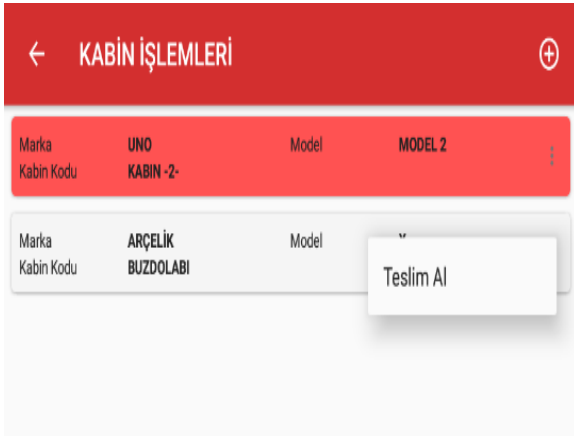 KABİN İŞLEMLERİ
Marka UNO Model MODEL 2
Kabin Kodu KABIN -2-
Marka ARÇELİK Model
Kabin Kodu BUZDOLABI
Teslim Al